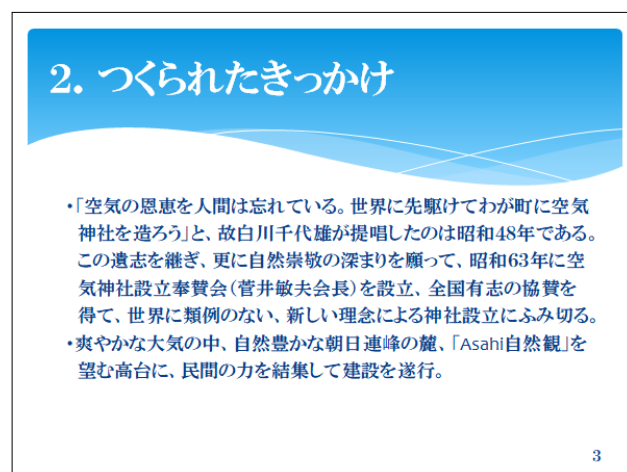 2. つくられたきっかけ
・「空気の恩恵を人間は忘れている。世界に先駆けてわが町に空気
神社を造ろう」と、故白川千代雄が提唱したのは昭和48年である。
この遺志を継ぎ、更に自然崇敬の深まりを願って、昭和63年に空
気神社設立奉賛会(菅井敏夫会長)を設立、全国有志の協賛を
得て、世界に類例のない、新しい理念による神社設立にふみ切る。
・爽やかな大気の中、自然豊かな朝日連峰の麓、「Asahi自然観」を
望む高台に、民間の力を結集して建設を遂行。
3